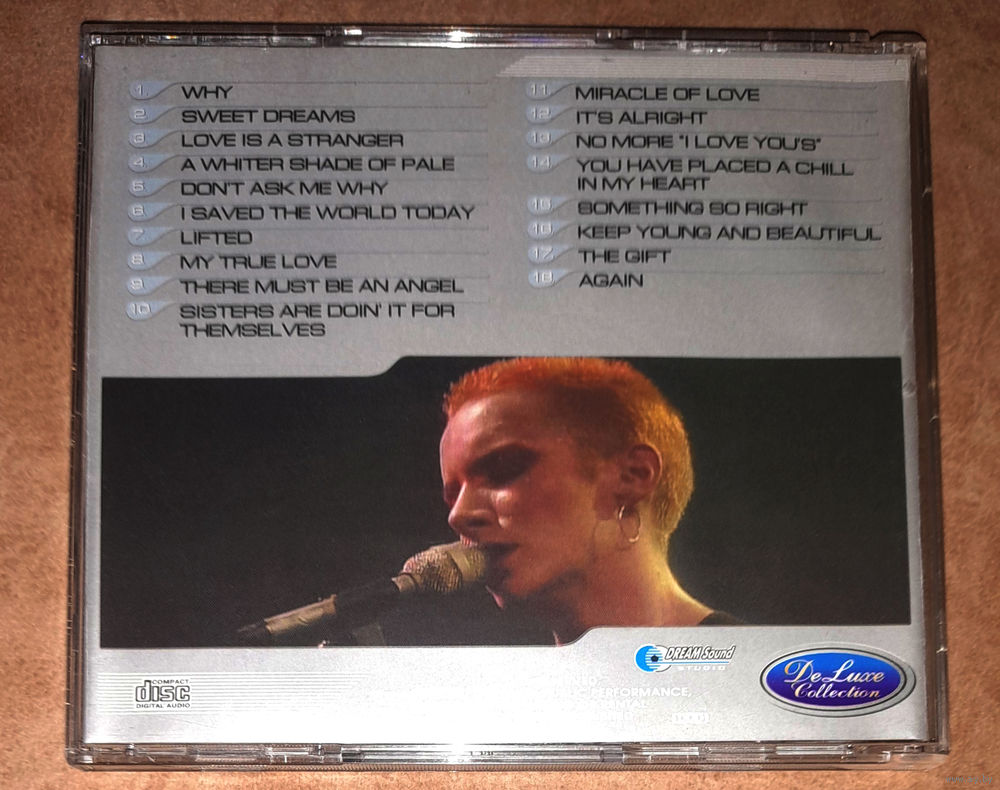 1 WHY
2 SWEET DREAMS
3 LOVE IS A STRANGER
4 A WHITER SHADE OF PALE
5 DON'T ASK ME WHY
6 I SAVED THE WORLD TODAY
7 LIFTED
8 MY TRUE LOVE
9 THERE MUST BE AN ANGEL
10 SISTERS ARE DOIN' IT FOR
THEMSELVES
11 MIRACLE OF LOVE
12 IT'S ALRIGHT
13 NO MORE "I LOVE YOU'S"
14 YOU HAVE PLACED A CHILL
IN MY HEART
15 SOMETHING SO RIGHT
16 KEEP YOUNG AND BEAUTIFUL
17 THE GIFT
18 AGAIN
COMPACT
disc
DIGITAL AUDIO
DREAM Sound
STUDIO
PERFORMANCE,
DeLuxe
Collection